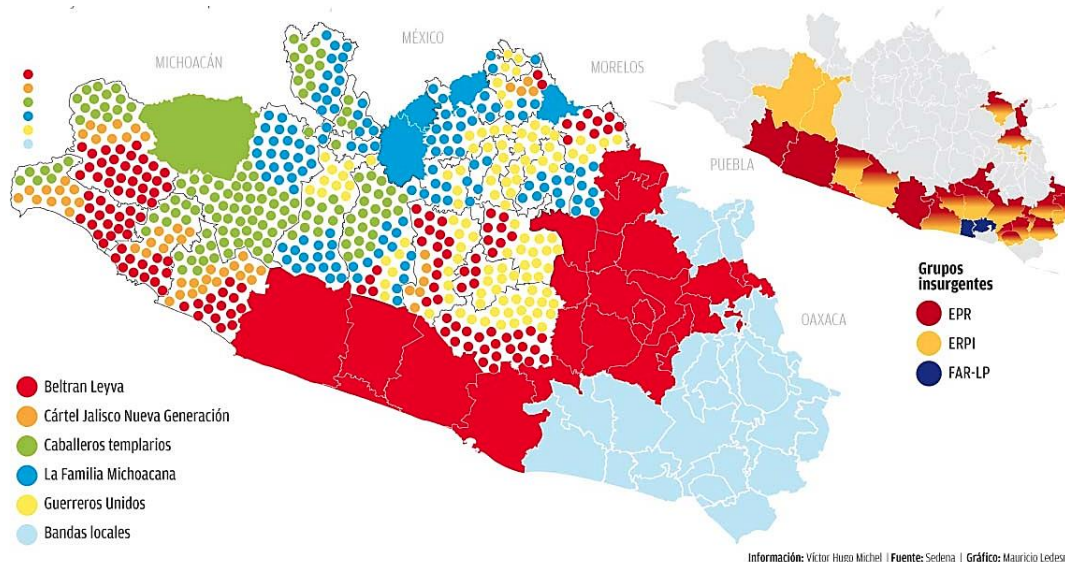 MICHOACÁN
MÉXICO
MORELOS
PUEBLA
OAXACA
Beltran Leyva
Cártel Jalisco Nueva Generación
Caballeros templarios
La Familia Michoacana
Guerreros Unidos
Bandas locales
Grupos
insurgentes
EPR
ERPI
FAR-LP
Información: Víctor Hugo Michel | Fuente: Sedena | Gráfico: Mauricio